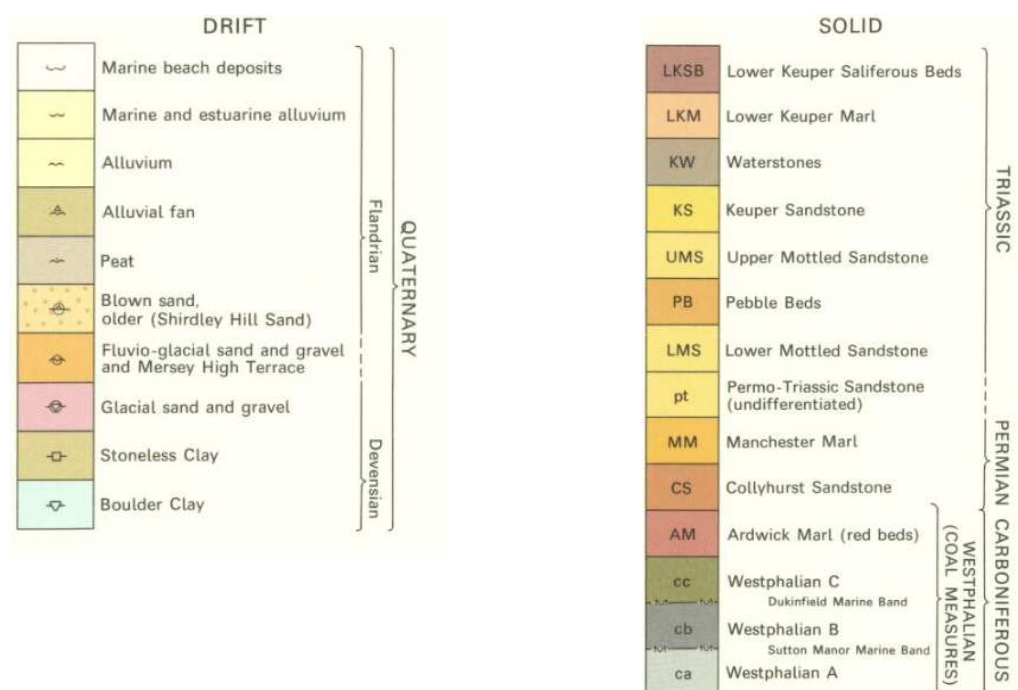 DRIFT
Marine beach deposits
Marine and estuarine alluvium
Alluvium
Alluvial fan
Peat
Blown sand,
older (Shirdley Hill Sand)
Fluvio-glacial sand and gravel
and Mersey High Terrace
Glacial sand and gravel
Stoneless Clay
Boulder Clay
Flandrian
Devensian
QUATERNARY
SOLID
LKSB Lower Keuper Saliferous Beds
LKM Lower Keuper Marl
KW Waterstones
KS Keuper Sandstone
UMS Upper Mottled Sandstone
PB Pebble Beds
LMS Lower Mottled Sandstone
pt Permo-Triassic Sandstone
(undifferentiated)
MM Manchester Marl
CS Collyhurst Sandstone
AM Ardwick Marl (red beds)
cc Westphalian C
M M Dukinfield Marine Band
cb Westphalian B
M M Sutton Manor Marine Band
ca Westphalian A
TRIASSIC
PERMIAN
CARBONIFEROUS
WESTPHALIAN
(COAL MEASURES)